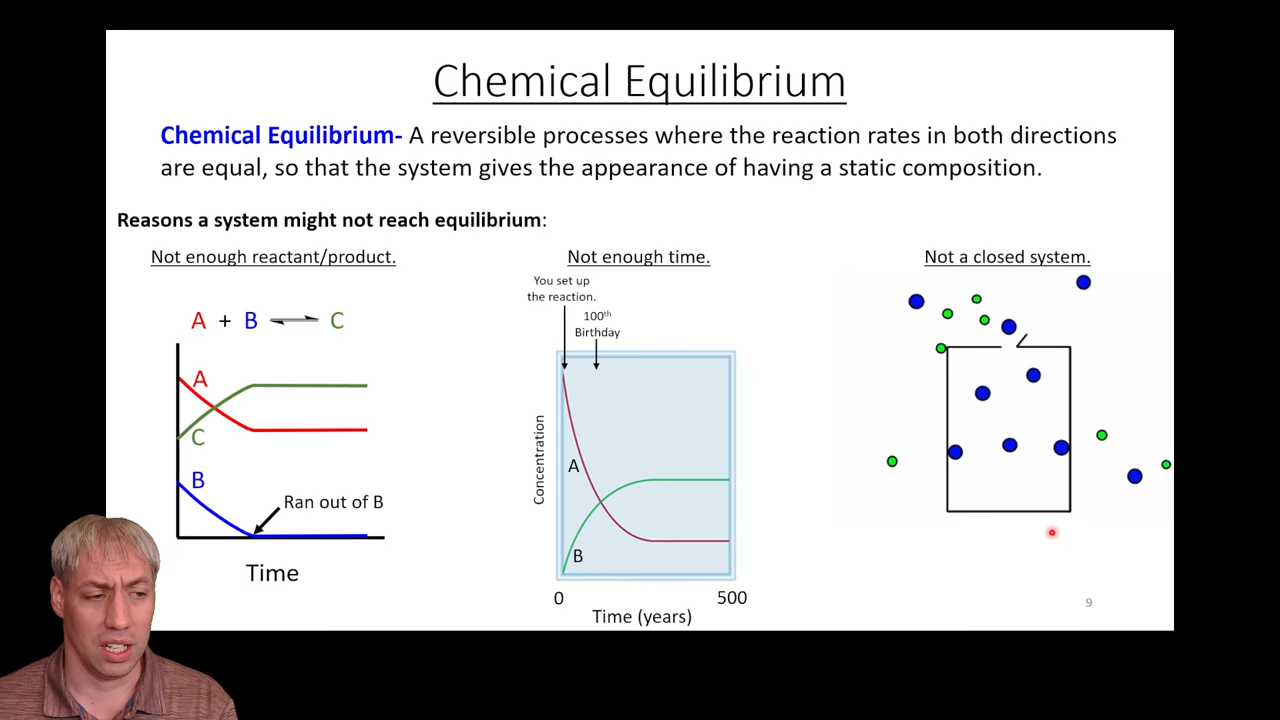 Chemical Equilibrium
Chemical Equilibrium- A reversible processes where the reaction rates in both directions
are equal, so that the system gives the appearance of having a static composition.
Reasons a system might not reach equilibrium:
Not enough reactant/product.
A + B ⇌ C
A
C
B
Ran out of B
Time
Not enough time.
You set up
the reaction.
100th
Birthday
Concentration
A
B
0
500
Time (years)
Not a closed system.
9